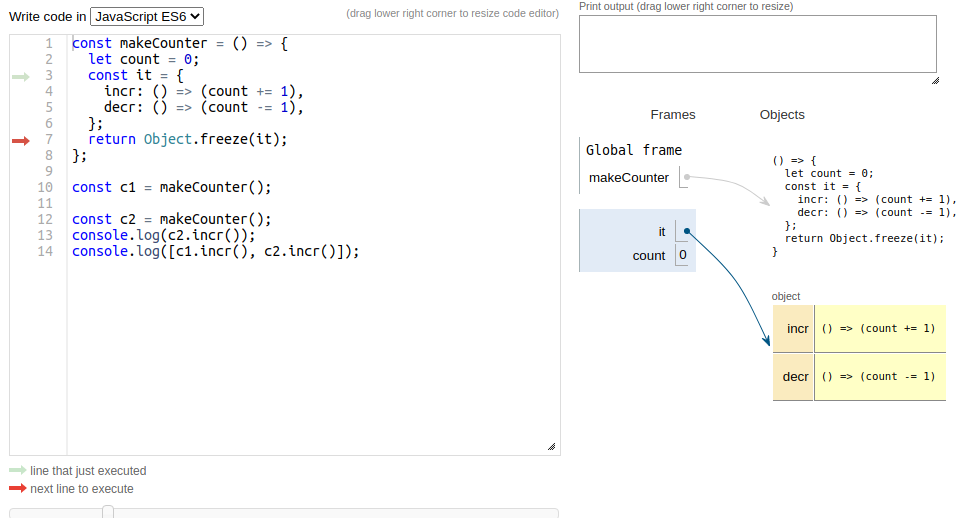 Write code in JavaScript ES6
(drag lower right corner to resize code editor)
1 const makeCounter = () => {
2   let count = 0;
3   const it = {
4     incr: () => (count += 1),
5     decr: () => (count -= 1),
6   };
7   return Object.freeze(it);
8 };
9
10 const c1 = makeCounter();
11
12 const c2 = makeCounter();
13 console.log(c2.incr());
14 console.log([c1.incr(), c2.incr()]);
line that just executed
next line to execute
Print output (drag lower right corner to resize)
Frames Objects
Global frame
makeCounter
it
count 0
() => {
  let count = 0;
  const it = {
    incr: () => (count += 1),
    decr: () => (count -= 1),
  };
  return Object.freeze(it);
}
object
incr () => (count += 1)
decr () => (count -= 1)